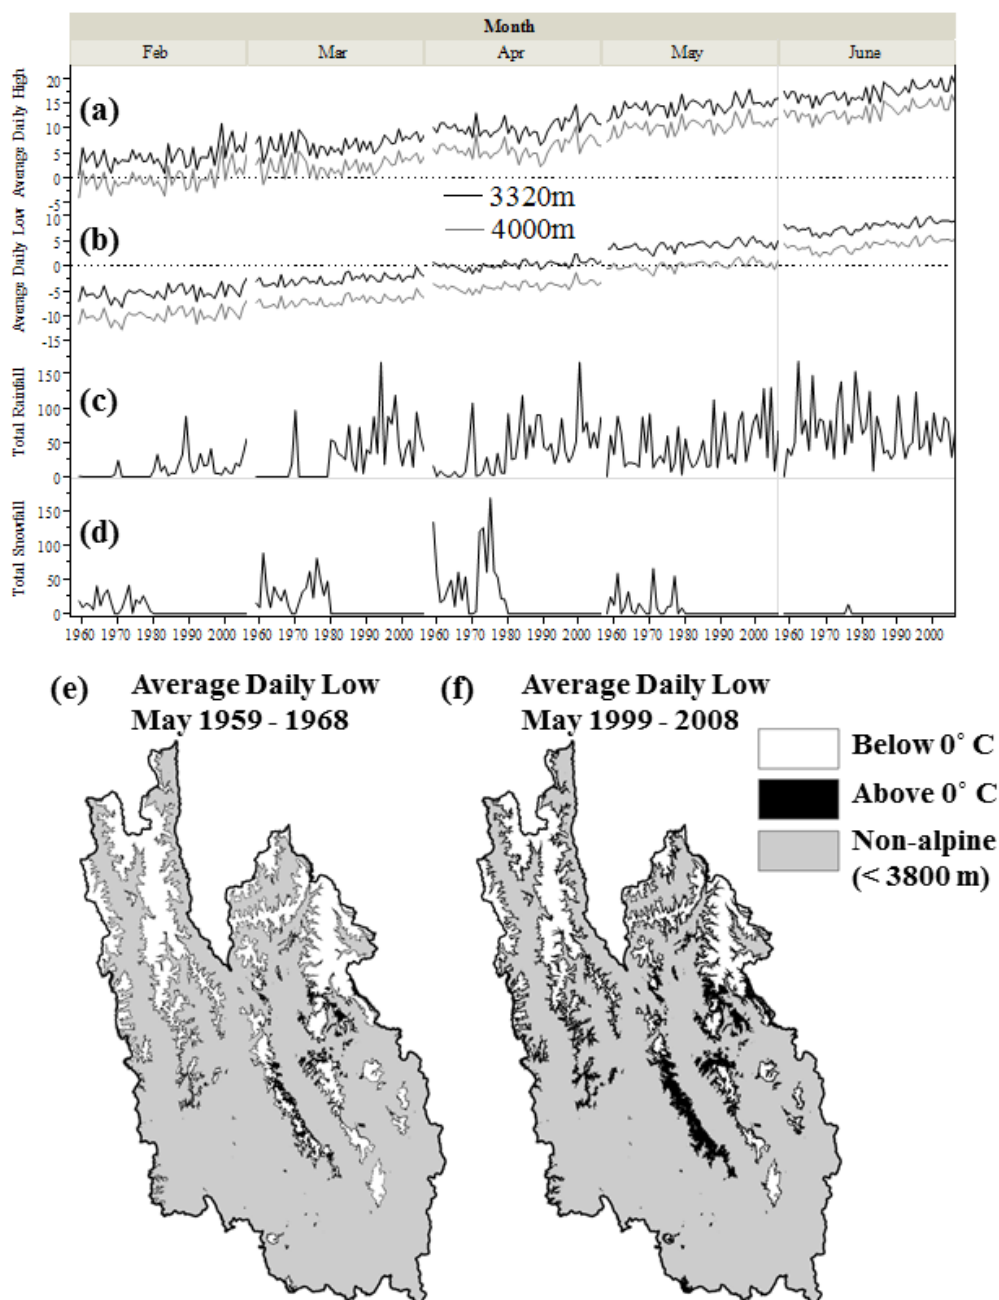 Month
Feb Mar Apr May June
Average Daily High
20
15
10
5
0
-5
(a)
3320m
4000m
Average Daily Low
10
5
0
-5
-10
-15
(b)
Total Rainfall
150
100
50
0
(c)
Total Snowfall
150
100
50
0
(d)
1960 1970 1980 1990 2000 1960 1970 1980 1990 2000 1960 1970 1980 1990 2000 1960 1970 1980 1990 2000 1960 1970 1980 1990 2000
(e) Average Daily Low
May 1959 - 1968
(f) Average Daily Low
May 1999 - 2008
Below 0° C
Above 0° C
Non-alpine
(< 3800 m)